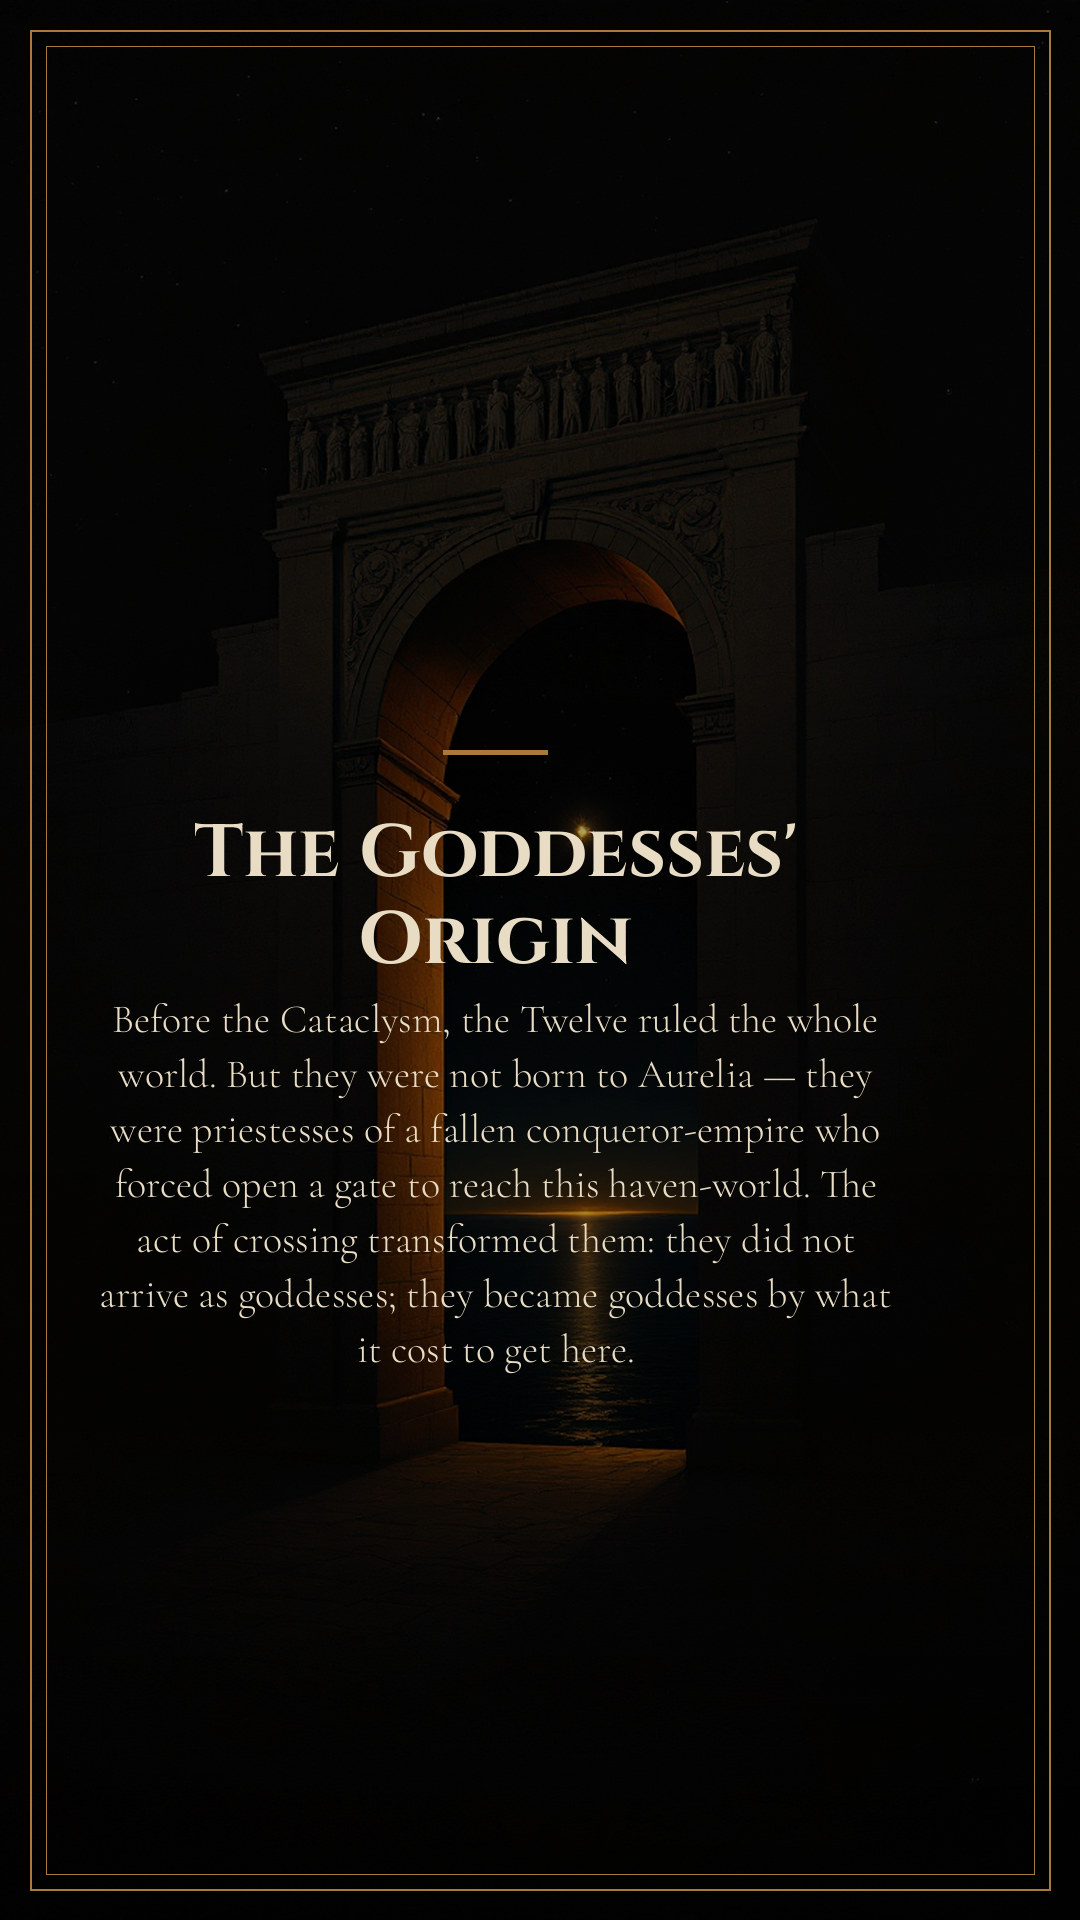 The Goddesses'
Origin
Before the Cataclysm, the Twelve ruled the whole
world. But they were not born to Aurelia — they
were priestesses of a fallen conqueror-empire who
forced open a gate to reach this haven-world. The
act of crossing transformed them: they did not
arrive as goddesses; they became goddesses by what
it cost to get here.